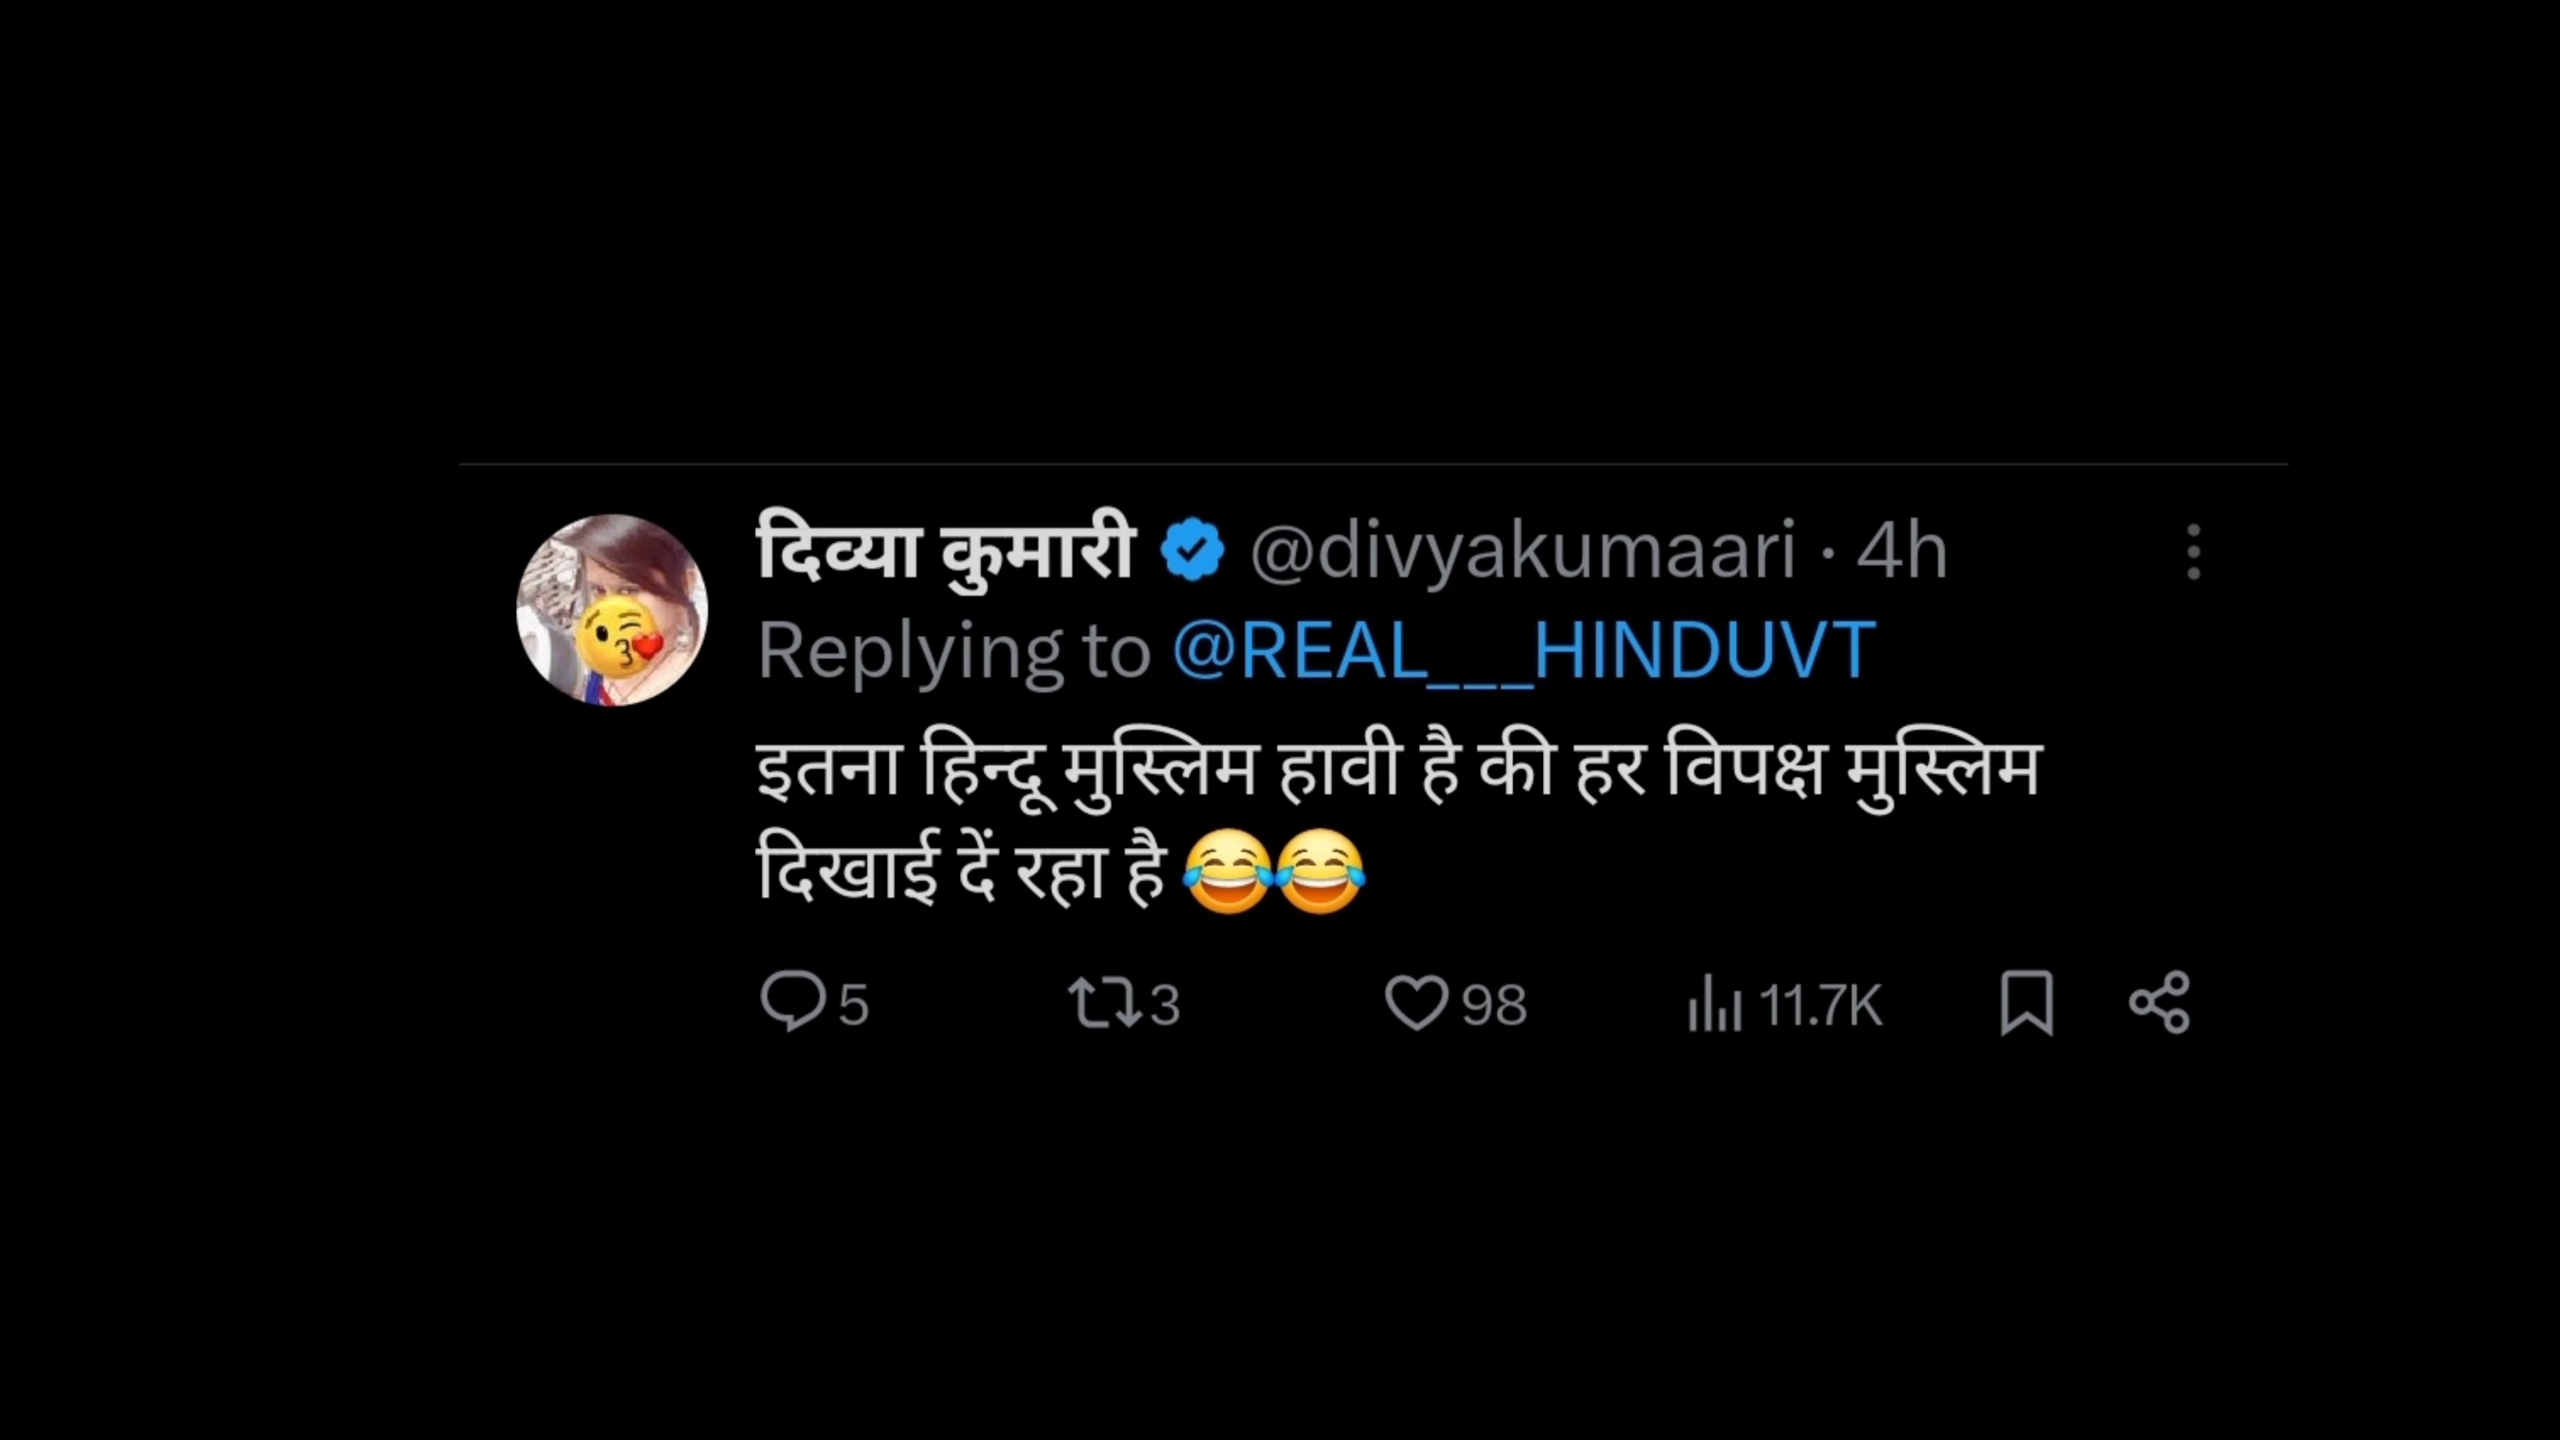 दिव्या कुमारी @divyakumaari · 4h
Replying to @REAL___HINDUVT
इतना हिन्दू मुस्लिम हावी है की हर विपक्ष मुस्लिम
दिखाई दें रहा है 😂😂
5 3 98 11.7K